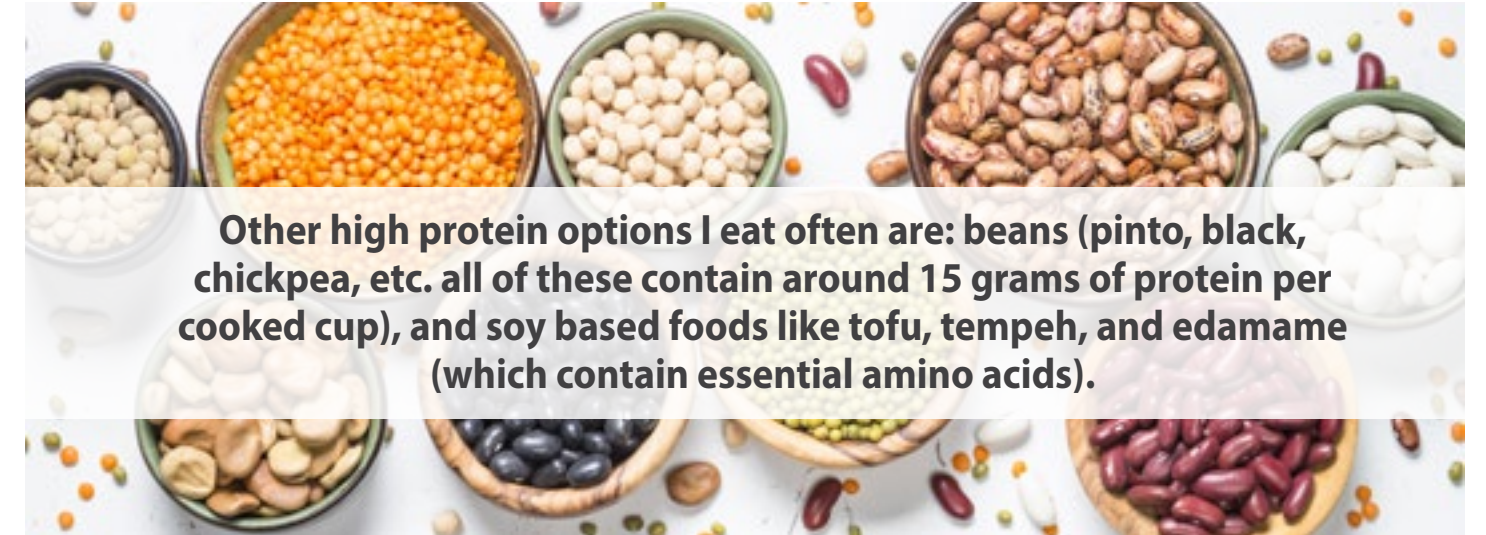 Other high protein options I eat often are: beans (pinto, black,
chickpea, etc. all of these contain around 15 grams of protein per
cooked cup), and soy based foods like tofu, tempeh, and edamame
(which contain essential amino acids).